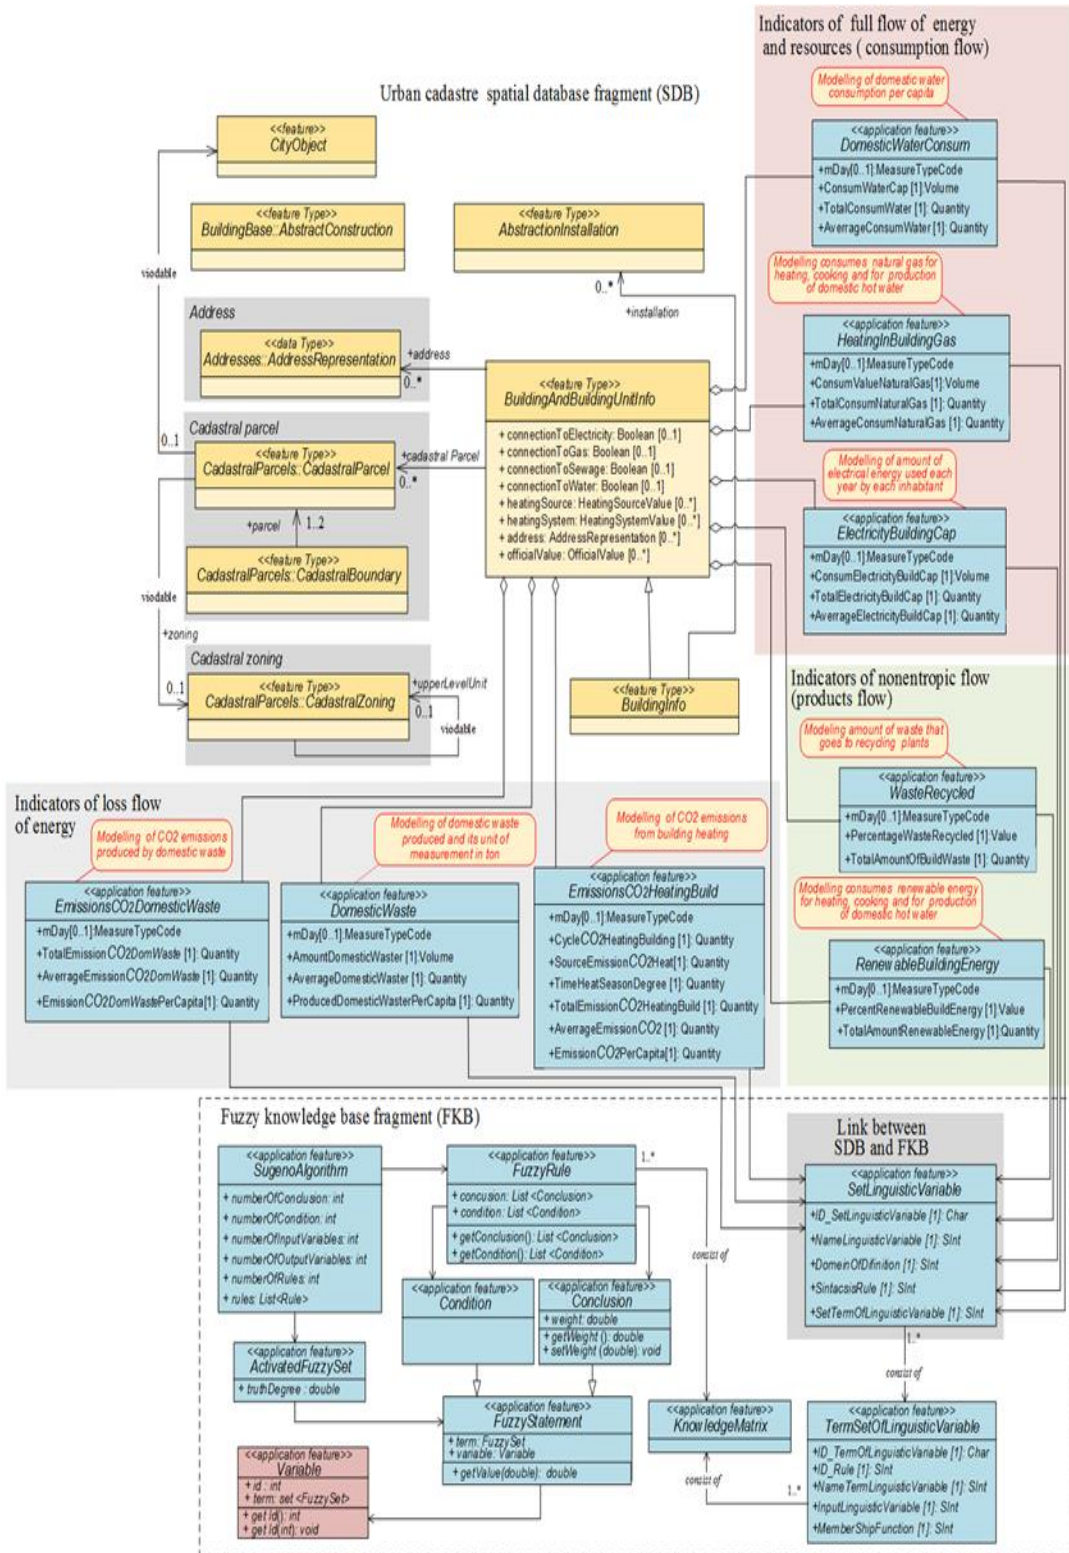 Indicators of full flow of energy
and resources ( consumption flow)
Modelling of domestic water
consumption per capita
Urban cadastre spatial database fragment (SDB)
<<feature>>
CityObject
<<application feature>>
DomesticWaterConsum
+mDay[0..1]:MeasureTypeCode
+ConsumWaterCap [1]:Volume
+TotalConsumWater [1]: Quantity
+AverrageConsumWater [1]: Quantity
<<feature Type>>
BuildingBase::AbstractConstruction
<<feature Type>>
AbstractionInstallation
viodable
0..*
+installation
Modelling consumes natural gas for
heating, cooking and for production
of domestic hot water
Address
<<data Type>>
Addresses::AddressRepresentation
+address
0..*
<<application feature>>
HeatingInBuildingGas
+mDay[0..1]:MeasureTypeCode
+ConsumValueNaturalGas[1]:Volume
+TotalConsumNaturalGas [1]: Quantity
+AverrageConsumNaturalGas [1]: Quantity
<<feature Type>>
BuildingAndBuildingUnitInfo
+ connectionToElectricity: Boolean [0..1]
+ connectionToGas: Boolean [0..1]
+ connectionToSewage: Boolean [0..1]
+ connectionToWater: Boolean [0..1]
+ heatingSource: HeatingSourceValue [0..*]
+ heatingSystem: HeatingSystemValue [0..*]
+ address: AddressRepresentation [0..*]
+ officialValue: OfficialValue [0..*]
Cadastral parcel
0..1
<<feature Type>>
CadastralParcels::CadastralParcel
+cadastral Parcel
0..*
+parcel
1..2
<<feature Type>>
CadastralParcels::CadastralBoundary
Modelling of amount of
electrical energy used each
year by each inhabitant
<<application feature>>
ElectricityBuildingCap
+mDay[0..1]:MeasureTypeCode
+ConsumElectricityBuildCap [1]:Volume
+TotalElectricityBuildCap [1]: Quantity
+AverrageElectricityBuildCap [1]: Quantity
viodable
+zoning
0..1
Cadastral zoning
<<feature Type>>
CadastralParcels::CadastralZoning
+upperLevelUnit
0..1
viodable
<<feature Type>>
BuildingInfo
Indicators of nonentropic flow
(products flow)
Modeling amount of waste that
goes to recycling plants
<<application feature>>
WasteRecycled
+mDay[0..1]:MeasureTypeCode
+PercentageWasteRecycled [1]:Value
+TotalAmountOfBuildWaste [1]: Quantity
Modelling consumes renewable energy
for heating, cooking and for production
of domestic hot water
<<application feature>>
RenewableBuildingEnergy
+mDay[0..1]:MeasureTypeCode
+PercentRenewableBuildEnergy [1]:Value
+TotalAmountRenewableEnergy [1]:Quantity
Indicators of loss flow
of energy
Modelling of CO2 emissions
produced by domestic waste
Modelling of domestic waste
produced and its unit of
measurement in ton
Modelling of CO2 emissions
from building heating
<<application feature>>
EmissionsCO2DomesticWaste
+mDay[0..1]:MeasureTypeCode
+TotalEmissionCO2DomWaste [1]: Quantity
+AverrageEmissionCO2DomWaste [1]: Quantity
+EmissionCO2DomWastePerCapita[1]: Quantity
<<application feature>>
DomesticWaste
+mDay[0..1]:MeasureTypeCode
+AmountDomesticWaster [1]:Volume
+AverrageDomesticWaster [1]: Quantity
+ProducedDomesticWasterPerCapita [1]: Quantity
<<application feature>>
EmissionsCO2HeatingBuild
+mDay[0..1]:MeasureTypeCode
+CycleCO2HeatingBuilding [1]: Quantity
+SourceEmissionCO2Heat[1]: Quantity
+TimeHeatSeasonDegree [1]: Quantity
+TotalEmissionCO2HeatingBuild [1]: Quantity
+AverageEmissionCO2 [1]: Quantity
+EmissionCO2PerCapita[1]: Quantity
Fuzzy knowledge base fragment (FKB)
<<application feature>>
SugenoAlgorithm
+ numberOfConclusion: int
+ numberOfCondition: int
+ numberOfInputVariables: int
+ numberOfOutputVariables: int
+ numberOfRules: int
+ rules: List<Rule>
<<application feature>>
FuzzyRule
+ concusion: List <Conclusion>
+ condition: List <Condition>
+ getConclusion(): List <Conclusion>
+ getCondition(): List <Condition>
1..*
consist of
Link between
SDB and FKB
<<application feature>>
SetLinguisticVariable
+ID_SetLinguisticVariable [1]: Char
+NameLinguisticVariable [1]: SInt
+DomeinOfDifinition [1]: SInt
+SintacsisRule [1]: SInt
+SetTermOfLinguisticVariable [1]: SInt
1..*
consist of
<<application feature>>
Condition
<<application feature>>
Conclusion
+ weight: double
+ getWeight (): double
+ setWeight (double): void
<<application feature>>
ActivatedFuzzySet
+ truthDegree : double
<<application feature>>
FuzzyStatement
+ term: FuzzySet
+ variable: Variable
+ getValue(double): double
<<application feature>>
KnowledgeMatrix
consist of
1..*
<<application feature>>
TermSetOfLinguisticVariable
+ID_TermOfLinguisticVariable [1]: Char
+ID_Rule [1]: SInt
+NameTermLinguisticVariable [1]: SInt
+InputLinguisticVariable [1]: SInt
+MemberShipFunction [1]: SInt
<<application feature>>
Variable
+ id : int
+ term: set <FuzzySet>
+ get Id(): int
+ get Id(int): void